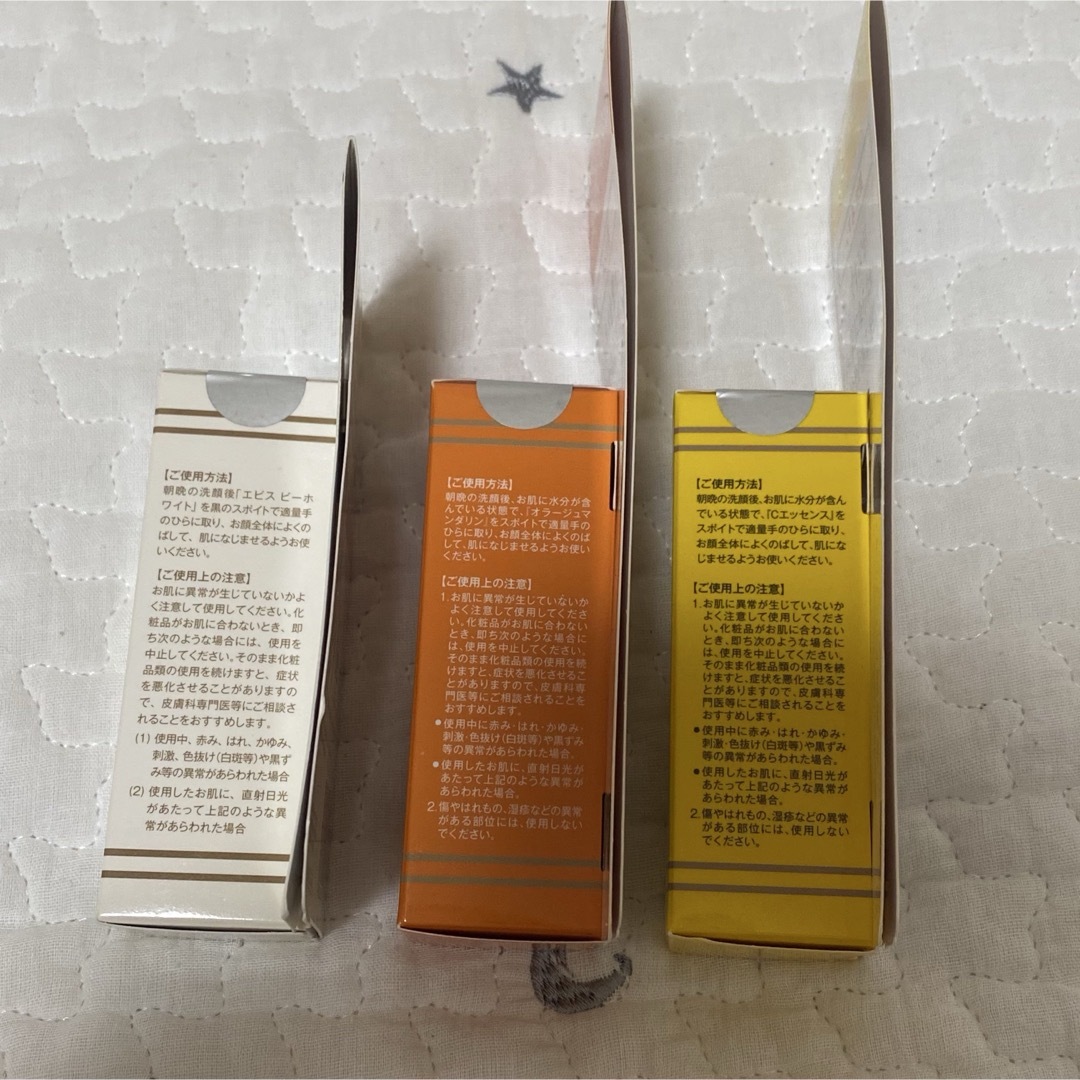 【ご使用方法】
朝晩の洗顔後「エビス ビーホ
ワイト」を黒のスポイトで適量手
のひらに取り、お顔全体によくの
ばして、肌になじませるようお使
いください。
【ご使用上の注意】
お肌に異常が生じていないかよ
く注意して使用してください。化
粧品がお肌に合わないとき、即
ち次のような場合には、使用を
中止してください。そのまま化粧
品類の使用を続けますと、症状
を悪化させることがありますの
で、皮膚科専門医等にご相談さ
れることをおすすめします。
(1) 使用中、赤み、はれ、かゆみ、
刺激、色抜け(白斑等)や黒ず
み等の異常があらわれた場合
(2) 使用したお肌に、直射日光
があたって上記のような異
常があらわれた場合
【ご使用方法】
朝晩の洗顔後、お肌に水分が含
んでいる状態で、『オラージュマ
ンダリン』をスポイトで適量手の
ひらに取り、お顔全体によくのば
して、肌になじませるようお使い
ください。
【ご使用上の注意】
1.お肌に異常が生じていないか
よく注意して使用してくださ
い。化粧品がお肌に合わない
とき、即ち次のような場合に
は、使用を中止してください。
そのまま化粧品類の使用を続
けますと、症状を悪化させるこ
とがありますので、皮膚科専
門医等にご相談されることを
おすすめします。
●使用中に赤み・はれ・かゆみ・
刺激・色抜け(白斑等)や黒ずみ
等の異常があらわれた場合。
●使用したお肌に、直射日光が
あたって上記のような異常が
あらわれた場合。
2.傷やはれもの、湿疹などの異常
がある部位には、使用しない
でください。
【ご使用方法】
朝晩の洗顔後、お肌に水分が含ん
でいる状態で、『Cエッセンス』を
スポイトで適量手のひらに取り、
お顔全体によくのばして、肌にな
じませるようお使いください。
【ご使用上の注意】
1.お肌に異常が生じていないか
よく注意して使用してくださ
い。化粧品がお肌に合わない
とき、即ち次のような場合に
は、使用を中止してください。
そのまま化粧品類の使用を続
けますと、症状を悪化させるこ
とがありますので、皮膚科専
門医等にご相談されることを
おすすめします。
●使用中に赤み・はれ・かゆみ・
刺激・色抜け(白斑等)や黒ずみ
等の異常があらわれた場合。
●使用したお肌に、直射日光が
あたって上記のような異常が
あらわれた場合。
2.傷やはれもの、湿疹などの異常
がある部位には、使用しない
でください。